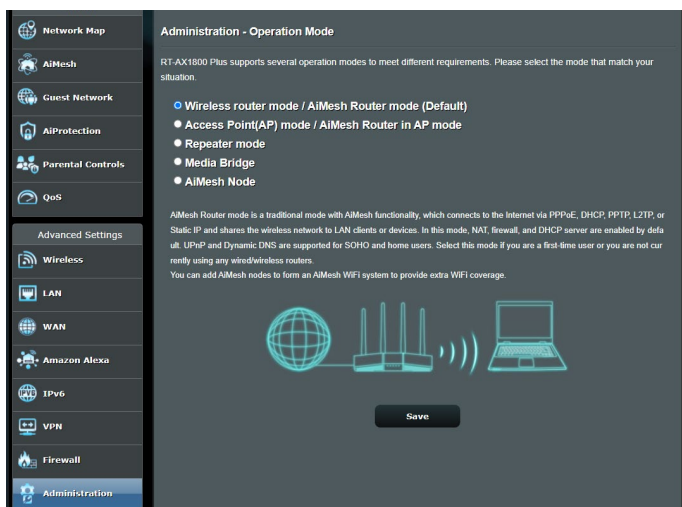 Network Map
AiMesh
Guest Network
AiProtection
Parental Controls
QoS
Advanced Settings
Wireless
LAN
WAN
Amazon Alexa
IPv6
VPN
Firewall
Administration
Administration - Operation Mode
RT-AX1800 Plus supports several operation modes to meet different requirements. Please select the mode that match your
situation.
Wireless router mode / AiMesh Router mode (Default)
Access Point(AP) mode / AiMesh Router in AP mode
Repeater mode
Media Bridge
AiMesh Node
AiMesh Router mode is a traditional mode with AiMesh functionality, which connects to the Internet via PPPoE, DHCP, PPTP, L2TP, or
Static IP and shares the wireless network to LAN clients or devices. In this mode, NAT, firewall, and DHCP server are enabled by defa
ult. UPnP and Dynamic DNS are supported for SOHO and home users. Select this mode if you are a first-time user or you are not cur
rently using any wired/wireless routers.
You can add AiMesh nodes to form an AiMesh WiFi system to provide extra WiFi coverage.
Save